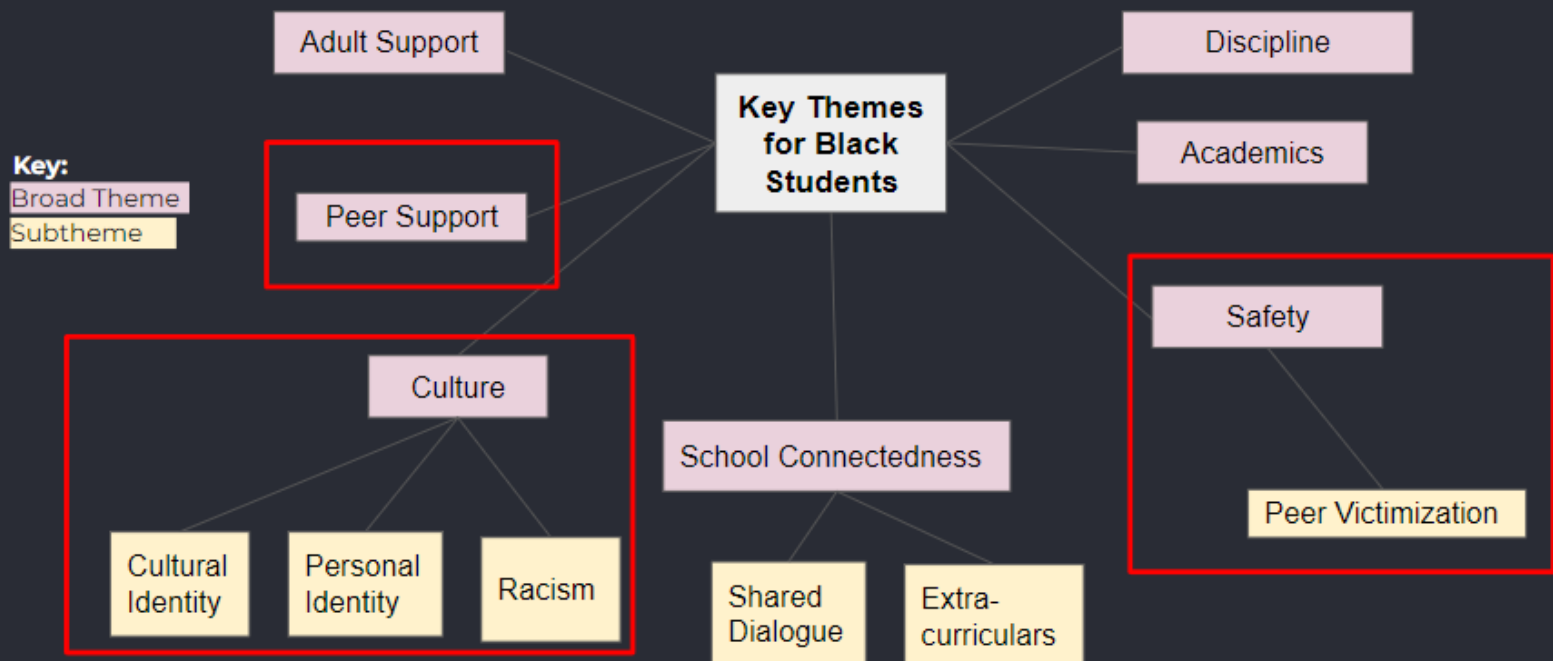 Adult Support
Discipline
Key Themes
for Black
Students
Academics
Key:
Broad Theme
Subtheme
Peer Support
Safety
Culture
School Connectedness
Peer Victimization
Cultural
Identity
Personal
Identity
Racism
Shared
Dialogue
Extra-
curriculars